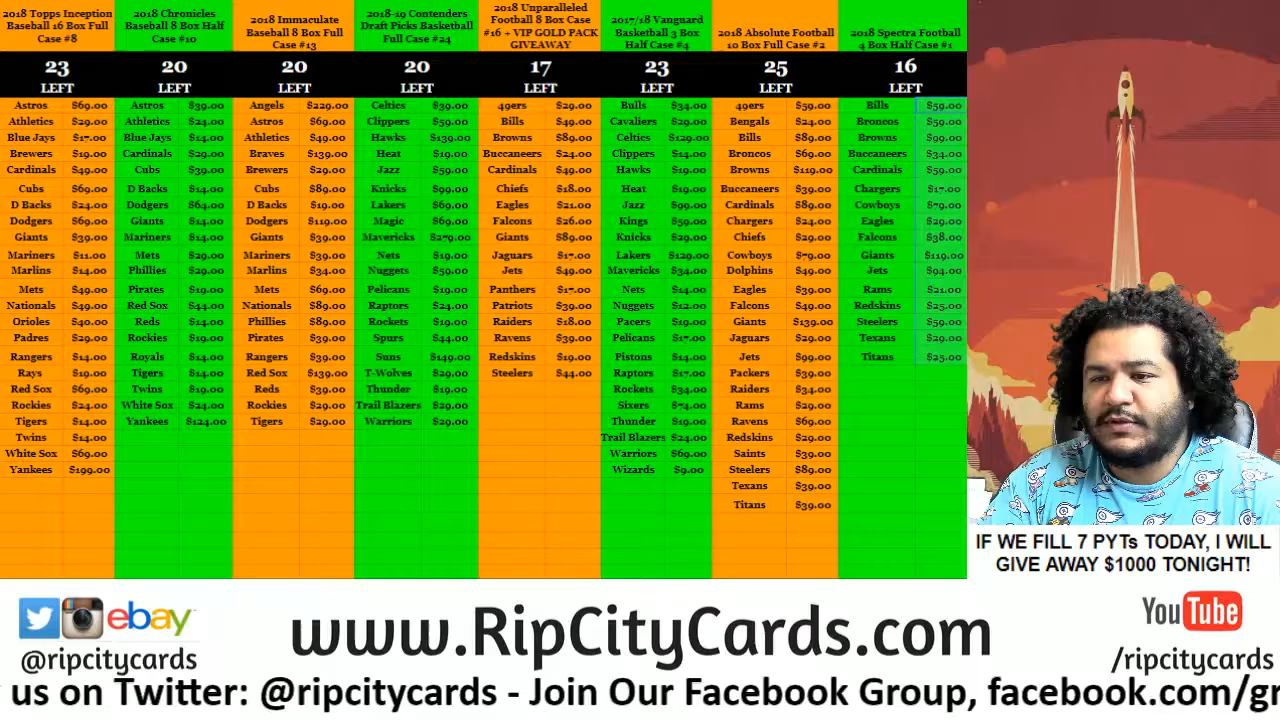 2018 Topps Inception
Baseball 16 Box Full
Case #8
23
LEFT
Astros $69.00
Athletics $29.00
Blue Jays $17.00
Brewers $19.00
Cardinals $49.00
Cubs $69.00
D Backs $24.00
Dodgers $69.00
Giants $39.00
Mariners $11.00
Marlins $14.00
Mets $49.00
Nationals $49.00
Orioles $40.00
Padres $29.00
Rangers $14.00
Rays $19.00
Red Sox $69.00
Rockies $24.00
Tigers $14.00
Twins $14.00
White Sox $69.00
Yankees $199.00
2018 Chronicles
Baseball 8 Box Half
Case #10
20
LEFT
Astros $39.00
Athletics $24.00
Blue Jays $14.00
Cardinals $29.00
Cubs $39.00
D Backs $14.00
Dodgers $64.00
Giants $14.00
Mariners $14.00
Mets $29.00
Phillies $29.00
Pirates $19.00
Red Sox $44.00
Reds $14.00
Rockies $19.00
Royals $14.00
Tigers $14.00
Twins $19.00
White Sox $24.00
Yankees $124.00
2018 Immaculate
Baseball 8 Box Full
Case #13
20
LEFT
Angels $229.00
Astros $69.00
Athletics $49.00
Braves $139.00
Brewers $29.00
Cubs $89.00
D Backs $19.00
Dodgers $119.00
Giants $39.00
Mariners $39.00
Marlins $34.00
Mets $69.00
Nationals $89.00
Phillies $89.00
Pirates $39.00
Rangers $39.00
Red Sox $139.00
Reds $39.00
Rockies $29.00
Tigers $29.00
2018-19 Contenders
Draft Picks Basketball
Full Case #24
20
LEFT
Celtics $39.00
Clippers $59.00
Hawks $139.00
Heat $19.00
Jazz $59.00
Knicks $99.00
Lakers $69.00
Magic $69.00
Mavericks $279.00
Nets $19.00
Nuggets $59.00
Pelicans $19.00
Raptors $24.00
Rockets $19.00
Spurs $44.00
Suns $149.00
T-Wolves $29.00
Thunder $19.00
Trail Blazers $29.00
Warriors $29.00
2018 Unparalleled
Football 8 Box Case
#16 + VIP GOLD PACK
GIVEAWAY
17
LEFT
49ers $29.00
Bills $49.00
Browns $89.00
Buccaneers $24.00
Cardinals $49.00
Chiefs $18.00
Eagles $21.00
Falcons $26.00
Giants $89.00
Jaguars $17.00
Jets $49.00
Panthers $17.00
Patriots $39.00
Raiders $18.00
Ravens $39.00
Redskins $19.00
Steelers $44.00
2017/18 Vanguard
Basketball 3 Box
Half Case #4
23
LEFT
Bulls $34.00
Cavaliers $29.00
Celtics $129.00
Clippers $14.00
Hawks $19.00
Heat $19.00
Jazz $99.00
Kings $59.00
Knicks $29.00
Lakers $129.00
Mavericks $34.00
Nets $14.00
Nuggets $12.00
Pacers $19.00
Pelicans $17.00
Pistons $14.00
Raptors $17.00
Rockets $34.00
Sixers $74.00
Thunder $19.00
Trail Blazers $24.00
Warriors $69.00
Wizards $9.00
2018 Absolute Football
10 Box Full Case #2
25
LEFT
49ers $59.00
Bengals $24.00
Bills $89.00
Broncos $69.00
Browns $119.00
Buccaneers $39.00
Cardinals $89.00
Chargers $24.00
Chiefs $29.00
Cowboys $79.00
Dolphins $49.00
Eagles $39.00
Falcons $49.00
Giants $139.00
Jaguars $29.00
Jets $99.00
Packers $39.00
Raiders $34.00
Rams $29.00
Ravens $69.00
Redskins $29.00
Saints $39.00
Steelers $89.00
Texans $39.00
Titans $39.00
2018 Spectra Football
4 Box Half Case #1
16
LEFT
Bills $59.00
Broncos $59.00
Browns $99.00
Buccaneers $34.00
Cardinals $59.00
Chargers $17.00
Cowboys $79.00
Eagles $29.00
Falcons $38.00
Giants $119.00
Jets $94.00
Rams $21.00
Redskins $25.00
Steelers $59.00
Texans $29.00
Titans $25.00
IF WE FILL 7 PYTs TODAY, I WILL
GIVE AWAY $1000 TONIGHT!
ebay
@ripcitycards
www.RipCityCards.com
YouTube
/ripcitycards
us on Twitter: @ripcitycards - Join Our Facebook Group, facebook.com/gr